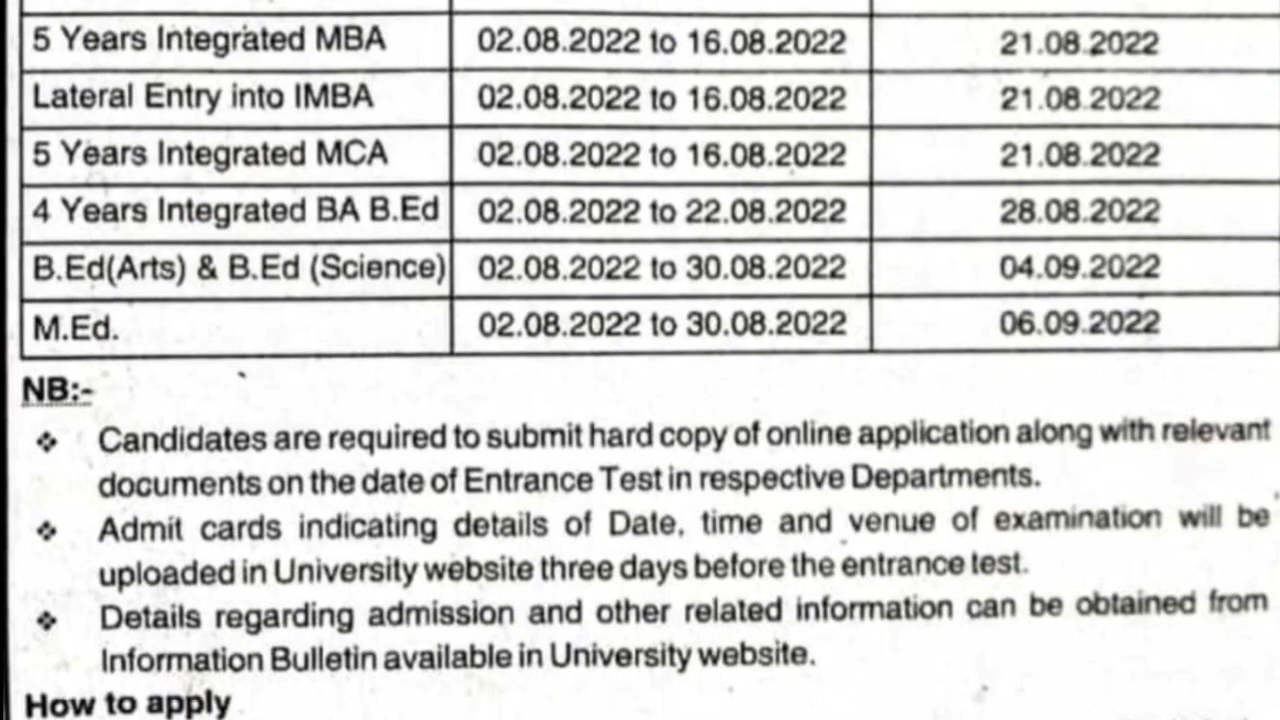 5 Years Integrated MBA 02.08.2022 to 16.08.2022 21.08.2022
Lateral Entry into IMBA 02.08.2022 to 16.08.2022 21.08.2022
5 Years Integrated MCA 02.08.2022 to 16.08.2022 21.08.2022
4 Years Integrated BA B.Ed 02.08.2022 to 22.08.2022 28.08.2022
B.Ed(Arts) & B.Ed (Science) 02.08.2022 to 30.08.2022 04.09.2022
M.Ed. 02.08.2022 to 30.08.2022 06.09.2022
NB:-
❖ Candidates are required to submit hard copy of online application along with relevant
documents on the date of Entrance Test in respective Departments.
❖ Admit cards indicating details of Date, time and venue of examination will be
uploaded in University website three days before the entrance test.
❖ Details regarding admission and other related information can be obtained from
Information Bulletin available in University website.
How to apply